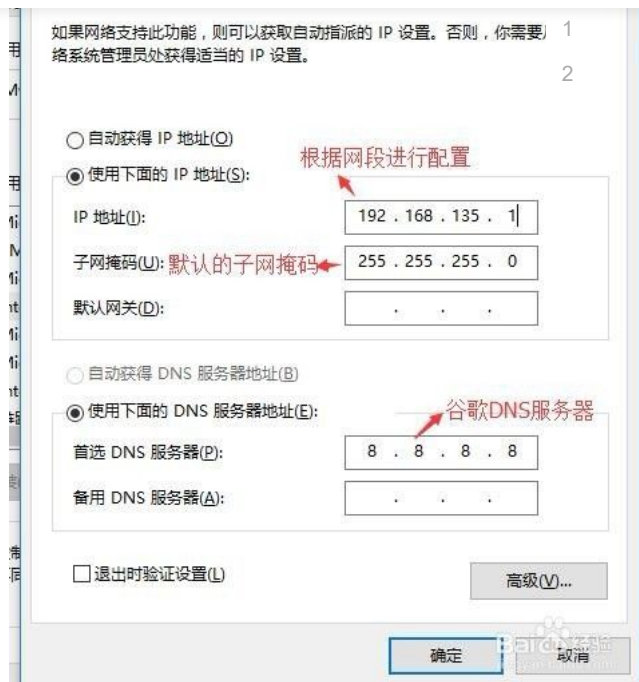 如果网络支持此功能，则可以获取自动指派的 IP 设置。否则，你需要从
1
络系统管理员处获得适当的 IP 设置。
2
自动获得 IP 地址(O)
根据网段进行配置
使用下面的 IP 地址(S):
IP 地址(I):
192 . 168 . 135 . 1
子网掩码(U):
默认的子网掩码
255 . 255 . 255 . 0
默认网关(D):
. . .
自动获得 DNS 服务器地址(B)
使用下面的 DNS 服务器地址(E):
谷歌DNS服务器
首选 DNS 服务器(P):
8 . 8 . 8 . 8
备用 DNS 服务器(A):
. . .
退出时验证设置(L)
高级(V)...
确定
取消
Baidu 经验